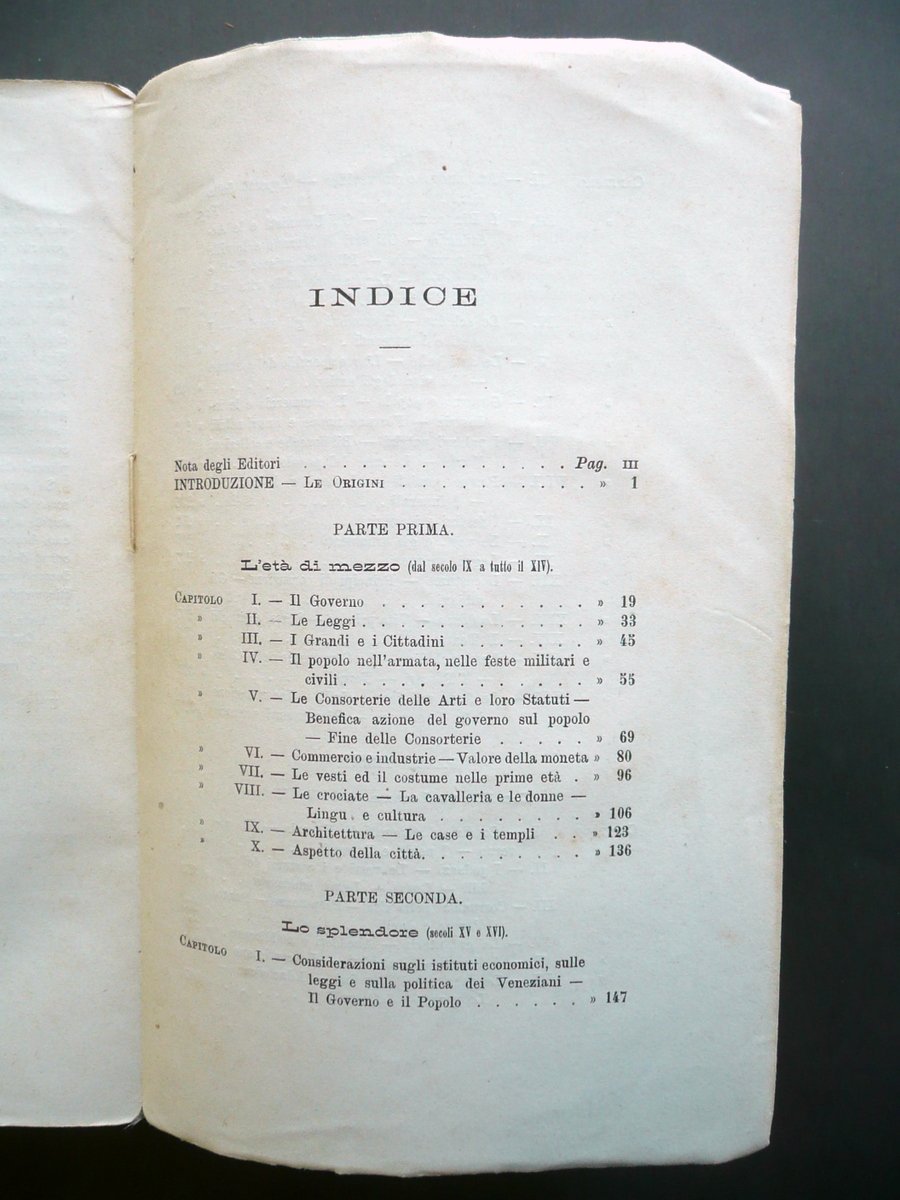 INDICE
Nota degli Editori . . . . . . . . . . . . . . Pag. III
INTRODUZIONE — LE ORIGINI . . . . . . . . . . » 1
PARTE PRIMA.
L'età di mezzo (dal secolo IX a tutto il XIV).
CAPITOLO I. — Il Governo . . . . . . . . . . . » 19
» II. — Le Leggi . . . . . . . . . . . . » 33
» III. — I Grandi e i Cittadini . . . . . . . » 45
» IV. — Il popolo nell'armata, nelle feste militari e
civili . . . . . . . . . . . . . » 55
» V. — Le Consorterie delle Arti e loro Statuti —
Benefica azione del governo sul popolo
— Fine delle Consorterie . . . . . » 69
» VI. — Commercio e industrie — Valore della moneta » 80
» VII. — Le vesti ed il costume nelle prime età . » 96
» VIII. — Le crociate — La cavalleria e le donne —
Lingu e cultura . . . . . . . . » 106
» IX. — Architettura — Le case e i templi . . » 123
» X. — Aspetto della città . . . . . . . . » 136
PARTE SECONDA.
Lo splendore (secoli XV e XVI).
CAPITOLO I. — Considerazioni sugli istituti economici, sulle
leggi e sulla politica dei Veneziani —
Il Governo e il Popolo . . . . . . » 147